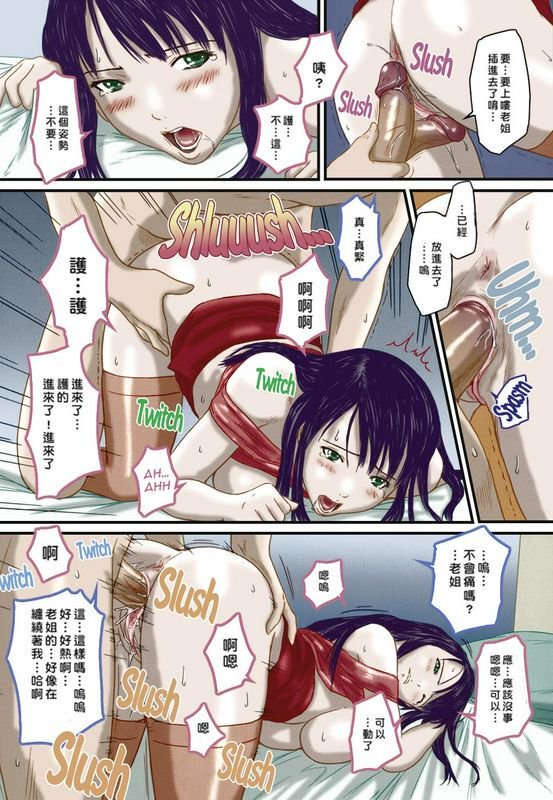 要⋯要上嘍老姐
插進去了唷⋯
Slush
Slush
咦?
護⋯
不⋯這⋯
這個姿勢
⋯不要⋯
⋯已經
放進去了
⋯⋯嗚
Uhm...
Spasm
真⋯真緊
Shluuush...
啊啊啊
護⋯護
Twitch
Twitch
進來了⋯
護的
進來了!進來了
AH...
AHH
⋯嗚⋯
不會痛嗎?
⋯老姐
應⋯應該沒事
嗯嗯⋯可以⋯
嗯嗚
可以
⋯動了
啊
Twitch
Twitch
Slush
Slush
啊嗯
這⋯這樣嗎⋯嗚嗚
好⋯好熱啊⋯
老姐的⋯好像在
纏繞著我⋯哈啊
嗯
Slush
Slush